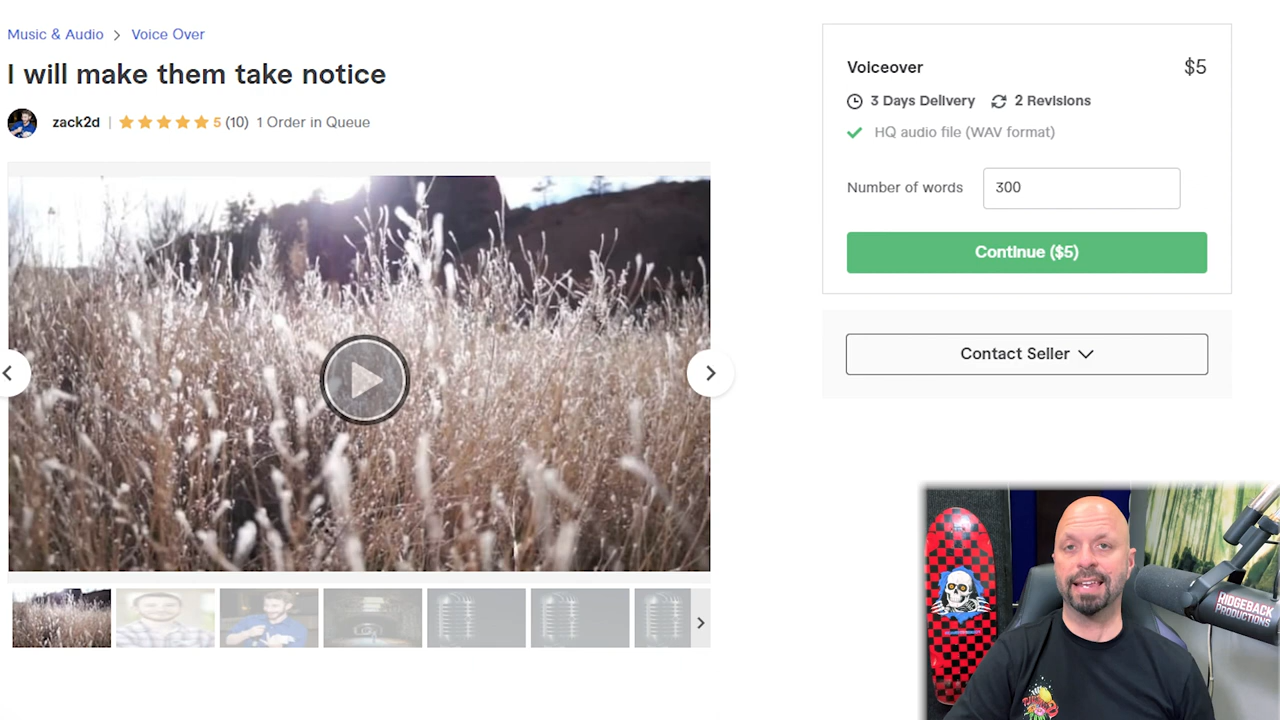 Music & Audio > Voice Over
I will make them take notice
zack2d | 5 (10) 1 Order in Queue
Voiceover $5
3 Days Delivery 2 Revisions
HQ audio file (WAV format)
Number of words 300
Continue ($5)
Contact Seller
RIDGEBACK
PRODUCTIONS